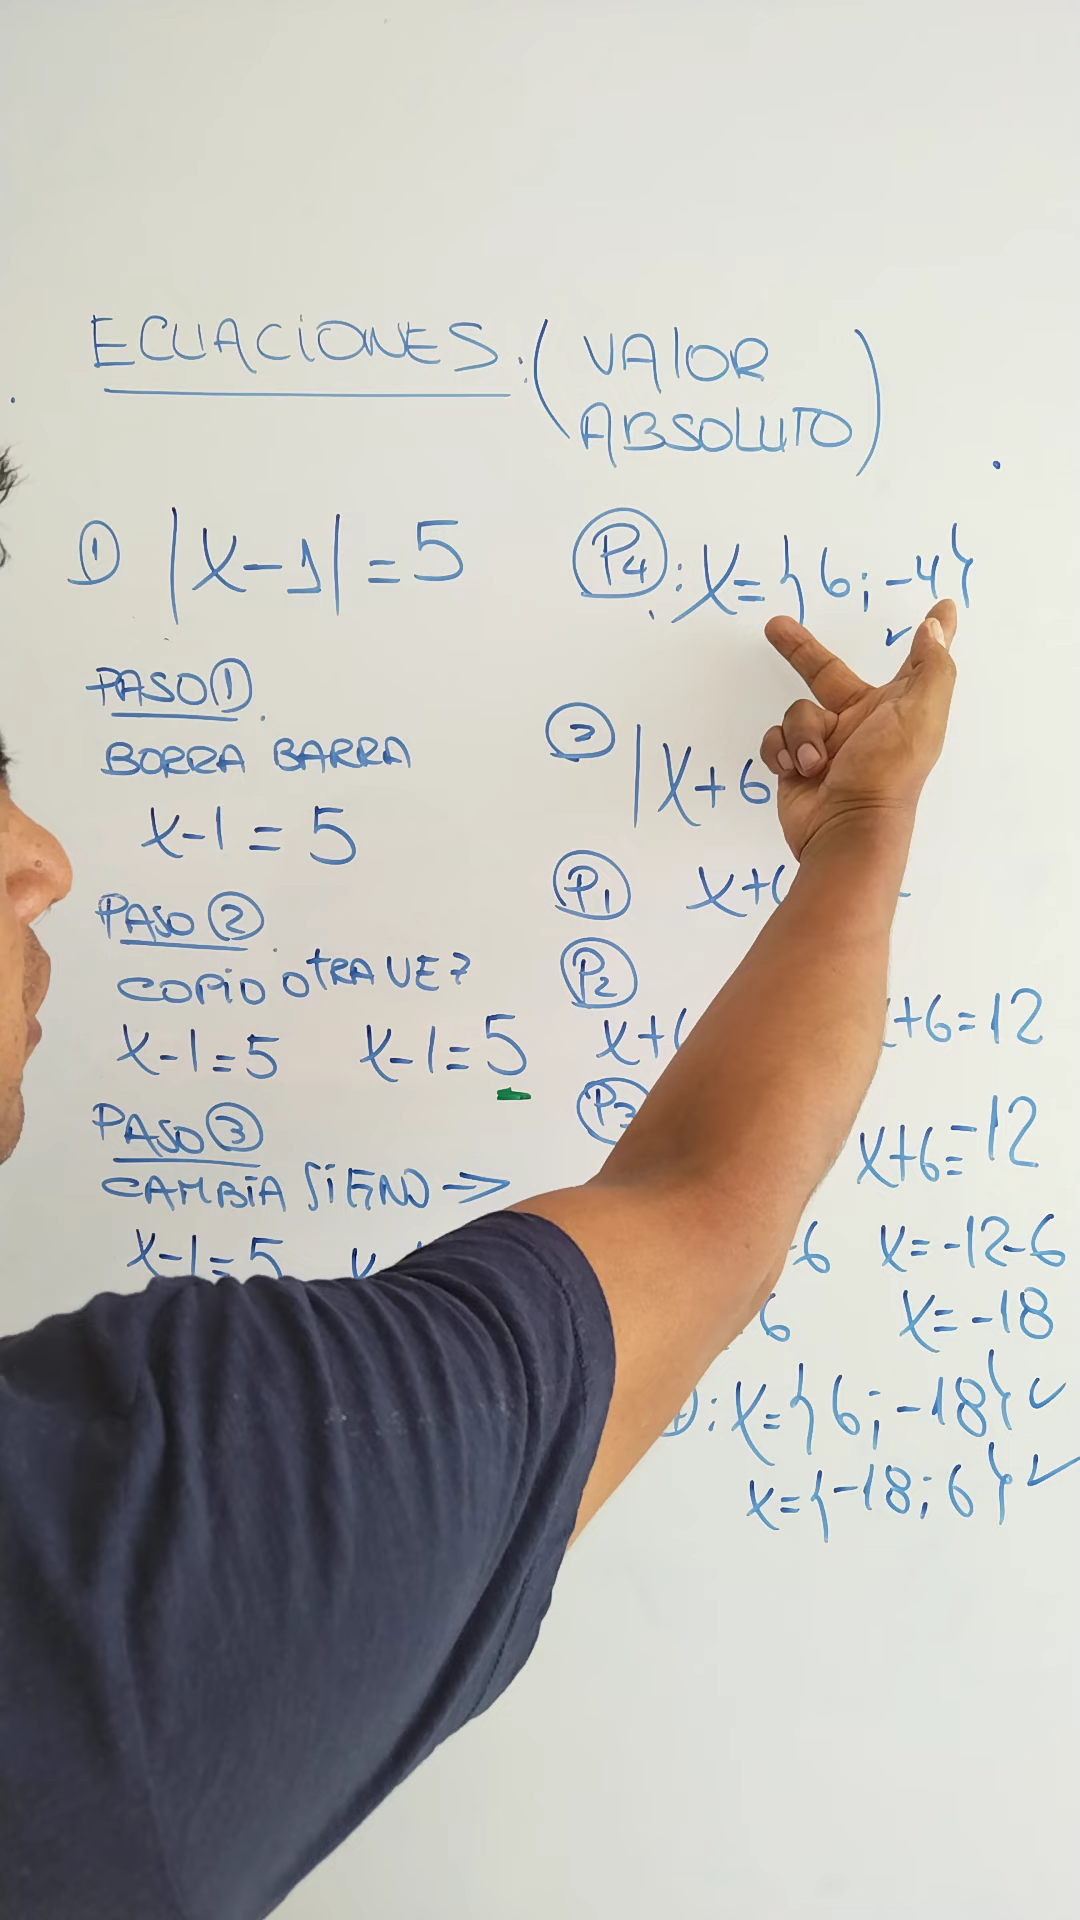 ECUACIONES: (VALOR
ABSOLUTO)
① |x-1| = 5
PASO ①
BORRA BARRA
x-1 = 5
PASO ②
COPIO OTRA VEZ
x-1=5 x-1=5
PASO ③
CAMBIA SIGNO →
x-1=5
P4: x={6; -4}
✓
② |x+6
P1 x+6
P2
x+6 x+6=12
P3
x+6=-12
-6 x=-12-6
6 x=-18
: x={6; -18} ✓
x={-18; 6} ✓